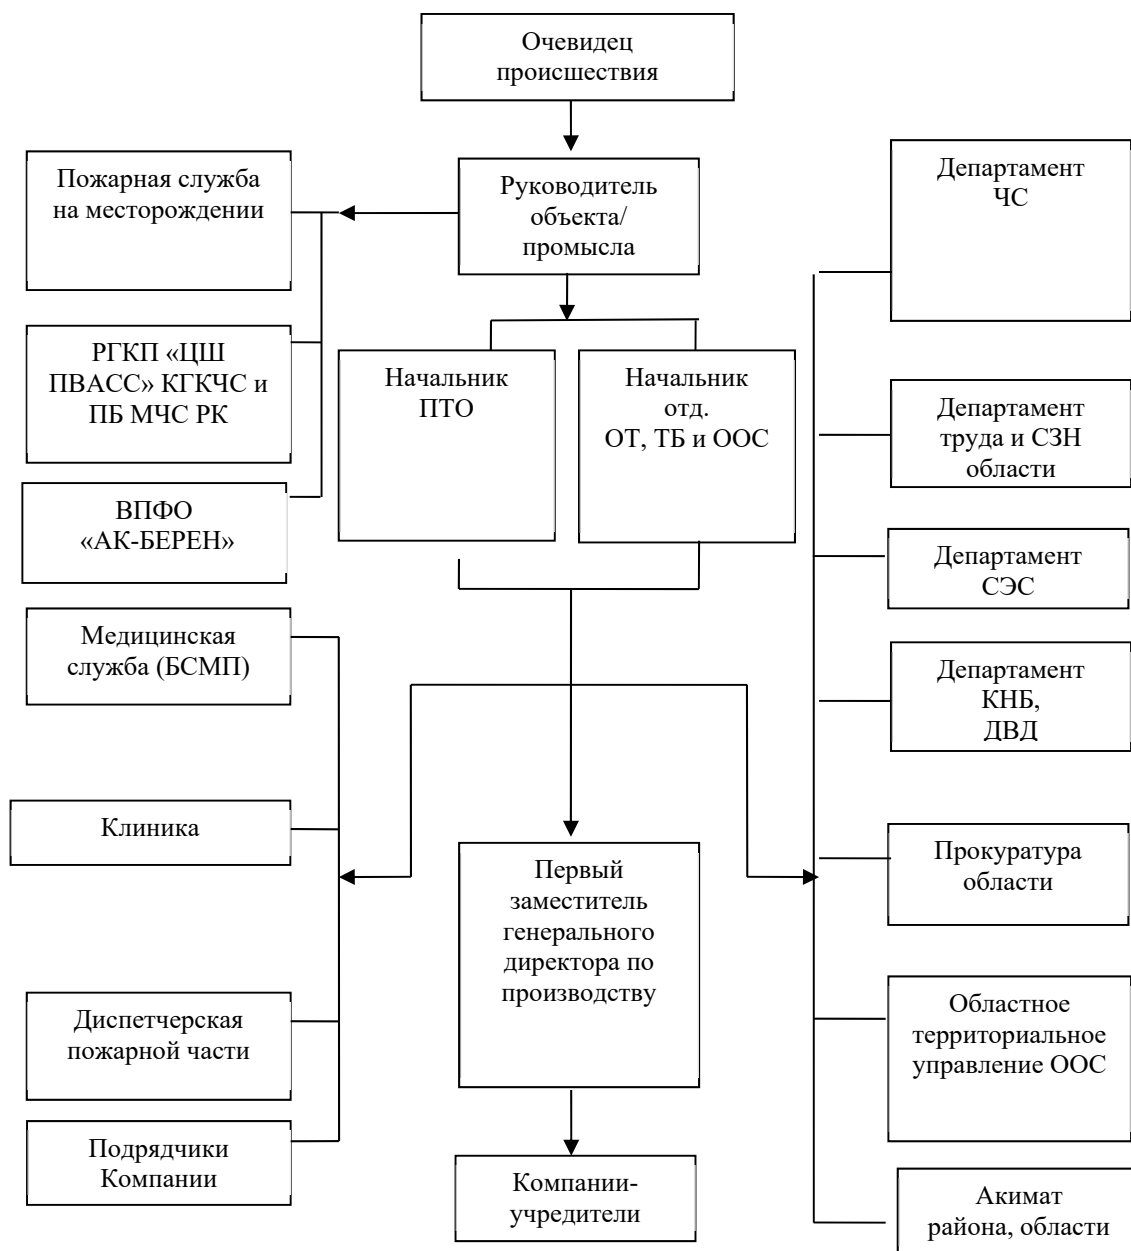 Очевидец
происшествия
Пожарная служба
на месторождении
Руководитель
объекта/
промысла
Департамент
ЧС
РГКП «ЦШ
ПВАСС» КГКЧС и
ПБ МЧС РК
Начальник
ПТО
Начальник
отд.
ОТ, ТБ и ООС
Департамент
труда и СЗН
области
ВПФО
«АК-БЕРЕН»
Департамент
СЭС
Медицинская
служба (БСМП)
Департамент
КНБ,
ДВД
Клиника
Первый
заместитель
генерального
директора по
производству
Прокуратура
области
Диспетчерская
пожарной части
Областное
территориальное
управление ООС
Подрядчики
Компании
Компании-
учредители
Акимат
района, области